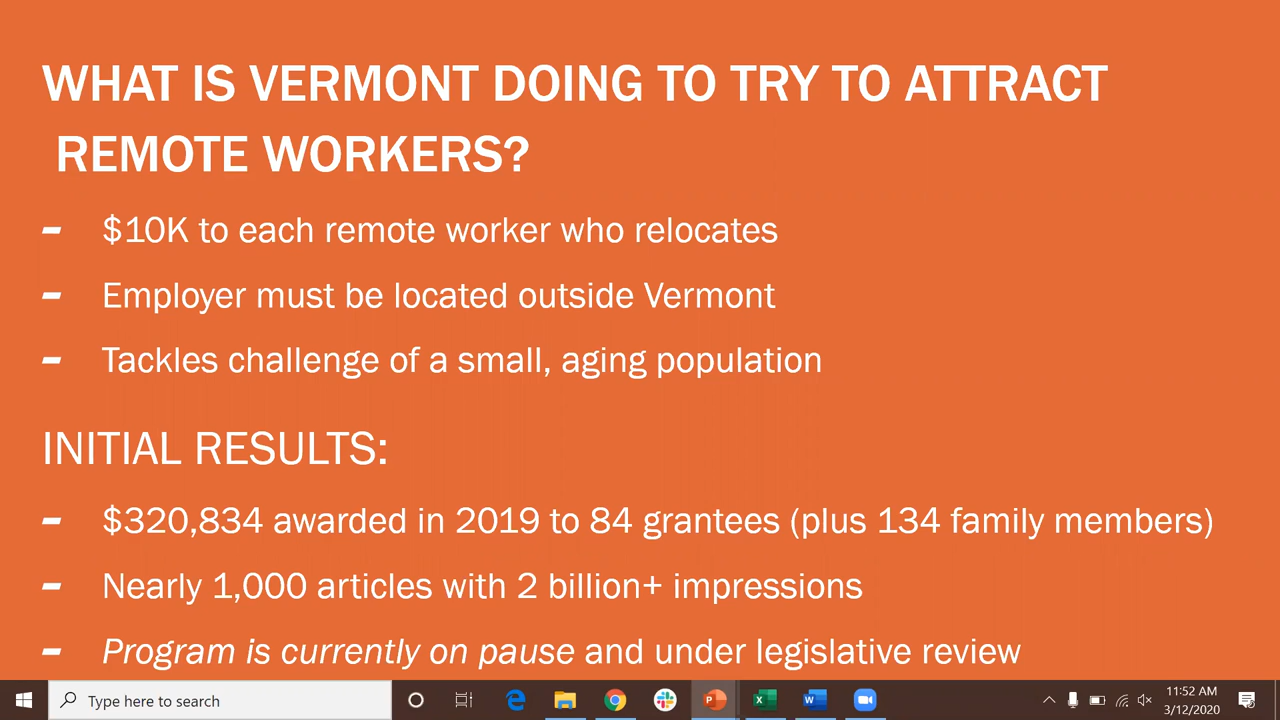 WHAT IS VERMONT DOING TO TRY TO ATTRACT
REMOTE WORKERS?
- $10K to each remote worker who relocates
- Employer must be located outside Vermont
- Tackles challenge of a small, aging population
INITIAL RESULTS:
- $320,834 awarded in 2019 to 84 grantees (plus 134 family members)
- Nearly 1,000 articles with 2 billion+ impressions
- Program is currently on pause and under legislative review
Type here to search
11:52 AM
3/12/2020